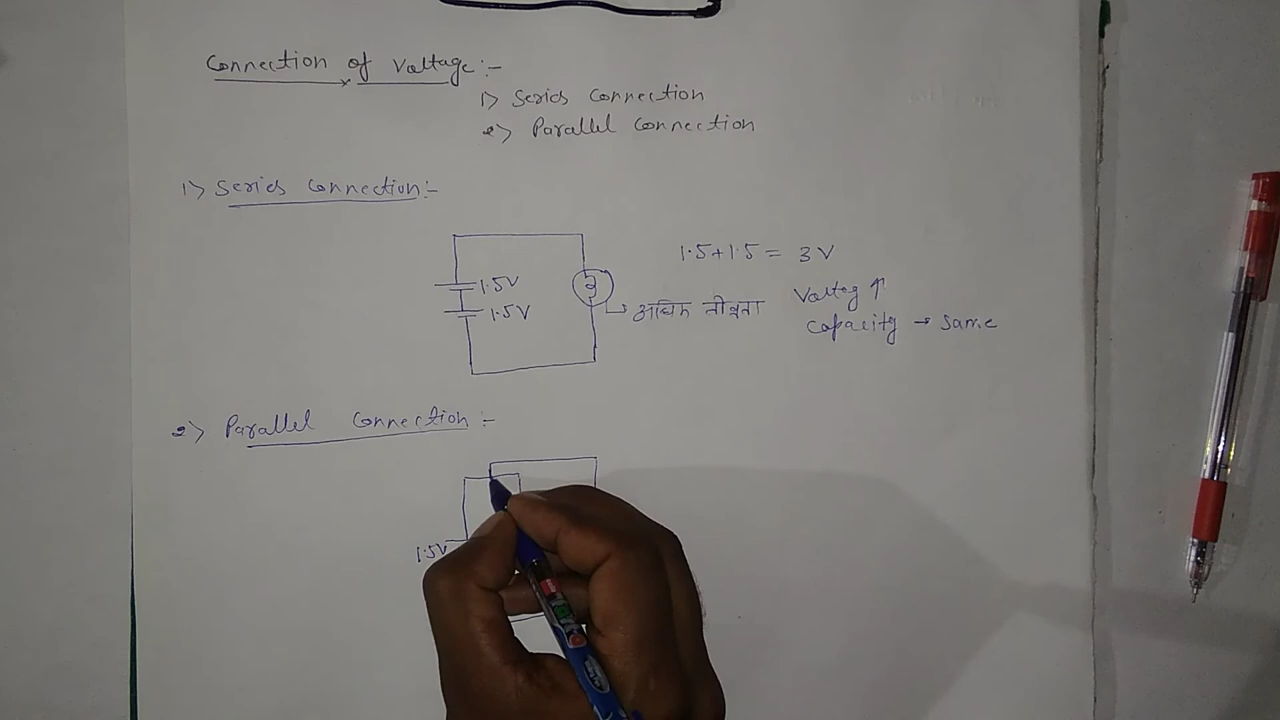 Connection of Voltage :-
1> Series Connection
2> Parallel Connection
1> Series Connection :-
1.5V
1.5V
1.5+1.5 = 3V
अधिक तीव्रता
Voltag ↑
Capacity → Same
2> Parallel Connection :-
1.5V